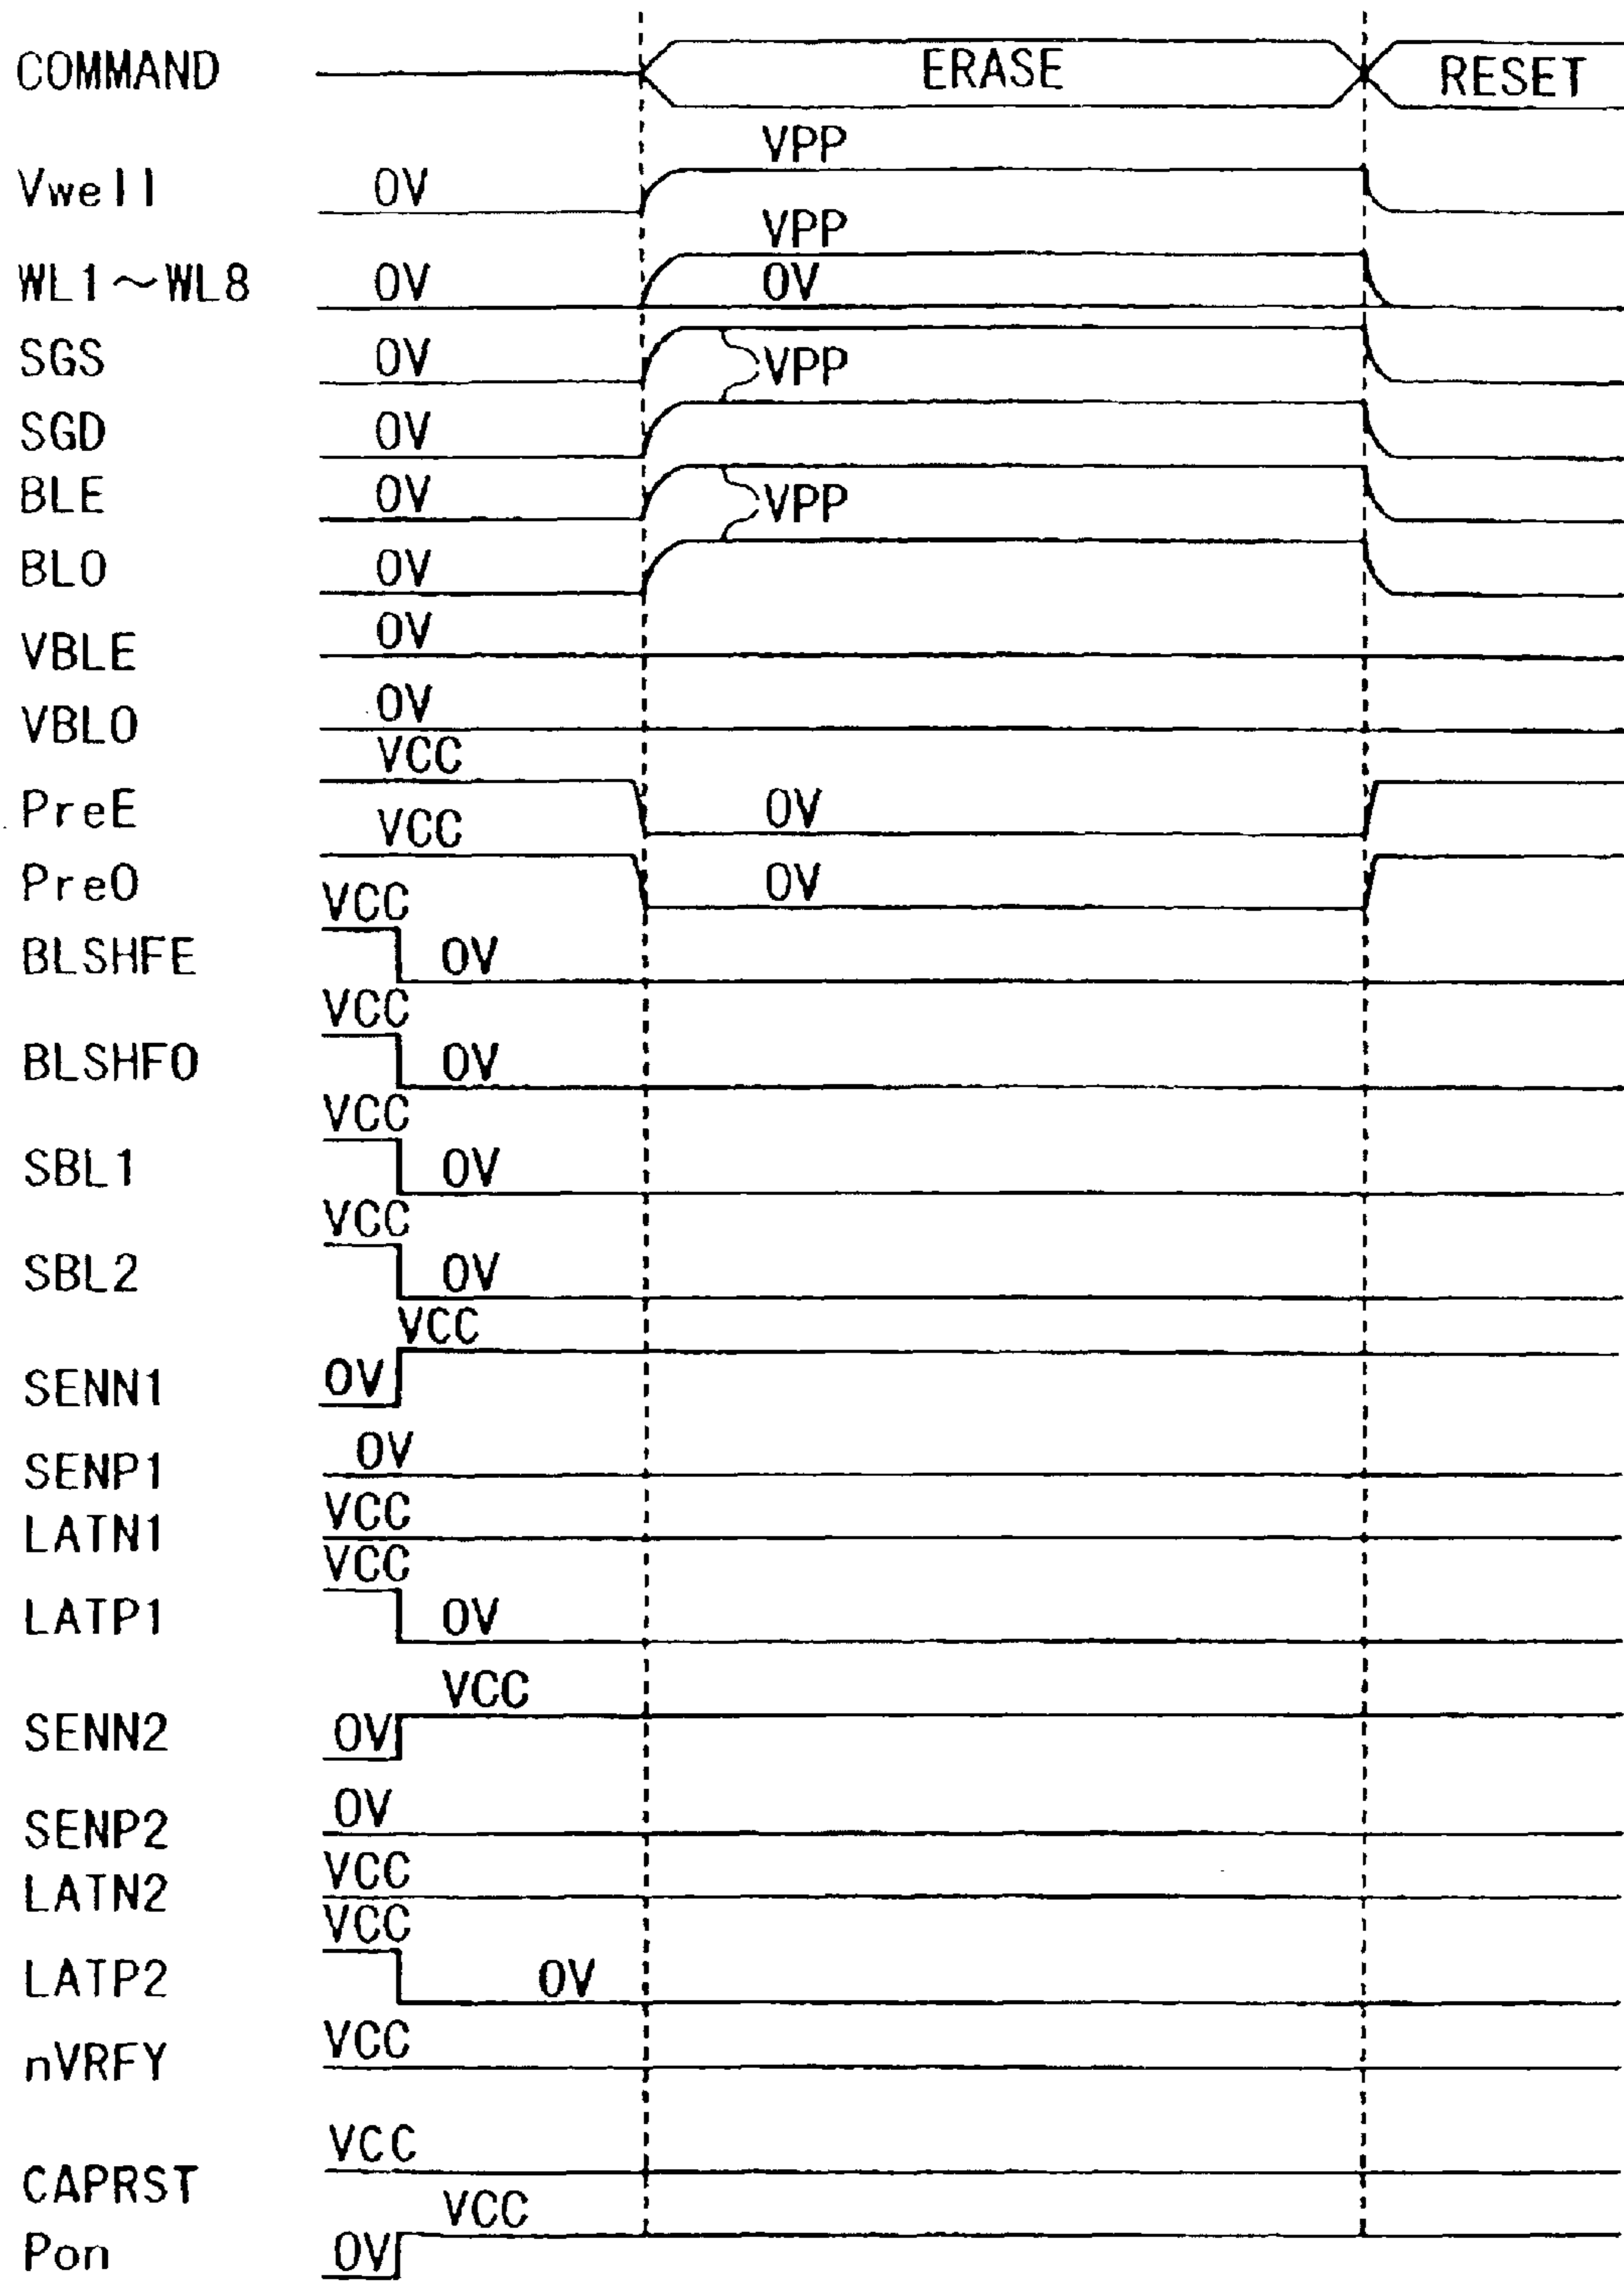 COMMAND ERASE RESET
VPP
Vwell 0V
VPP
WL1～WL8 0V 0V
SGS 0V VPP
SGD 0V
BLE 0V VPP
BLO 0V
0V
VBLE
0V
VBLO
VCC
PreE 0V
VCC
PreO 0V
VCC
BLSHFE 0V
VCC
BLSHFO 0V
VCC
SBL1 0V
VCC
SBL2 0V
VCC
SENN1 0V
0V
SENP1
VCC
LATN1
VCC
LATP1 0V
VCC
SENN2 0V
0V
SENP2
VCC
LATN2
VCC
LATP2 0V
VCC
nVRFY
VCC
CAPRST
VCC
Pon 0V